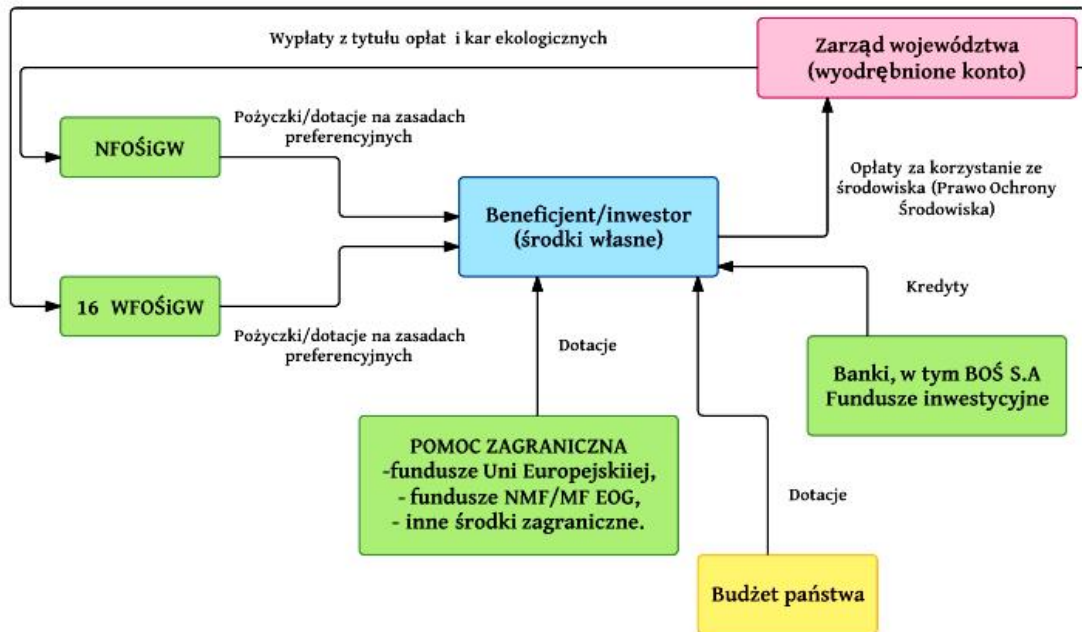 Wypłaty z tytułu opłat i kar ekologicznych
Zarząd województwa
(wyodrębnione konto)
Pożyczki/dotacje na zasadach
preferencyjnych
NFOŚiGW
Opłaty za korzystanie ze
środowiska (Prawo Ochrony
Środowiska)
Beneficjent/inwestor
(środki własne)
16 WFOŚiGW
Kredyty
Pożyczki/dotacje na zasadach
preferencyjnych
Dotacje
Banki, w tym BOŚ S.A
Fundusze inwestycyjne
POMOC ZAGRANICZNA
-fundusze Uni Europejskiiej,
- fundusze NMF/MF EOG,
- inne środki zagraniczne.
Dotacje
Budżet państwa